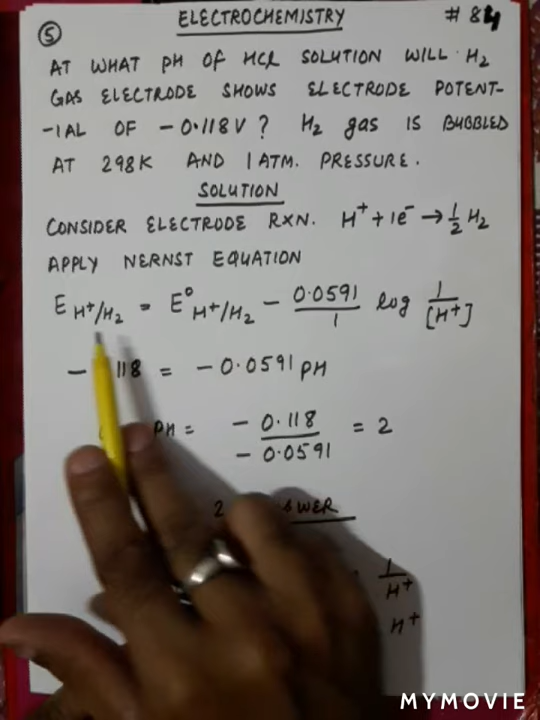 ⑤ ELECTROCHEMISTRY #84
AT WHAT PH OF HCl SOLUTION WILL H₂
GAS ELECTRODE SHOWS ELECTRODE POTENT-
-IAL OF -0.118V? H₂ gas IS BUBBLED
AT 298K AND 1 ATM. PRESSURE.
SOLUTION
CONSIDER ELECTRODE RXN. H⁺ + 1e⁻ → 1/2 H₂
APPLY NERNST EQUATION
E H⁺/H₂ = E° H⁺/H₂ - 0.0591/1 log 1/[H⁺]
- 118 = -0.0591 PH
PH = -0.118/-0.0591 = 2
2
1/H⁺
H⁺
MYMOVIE